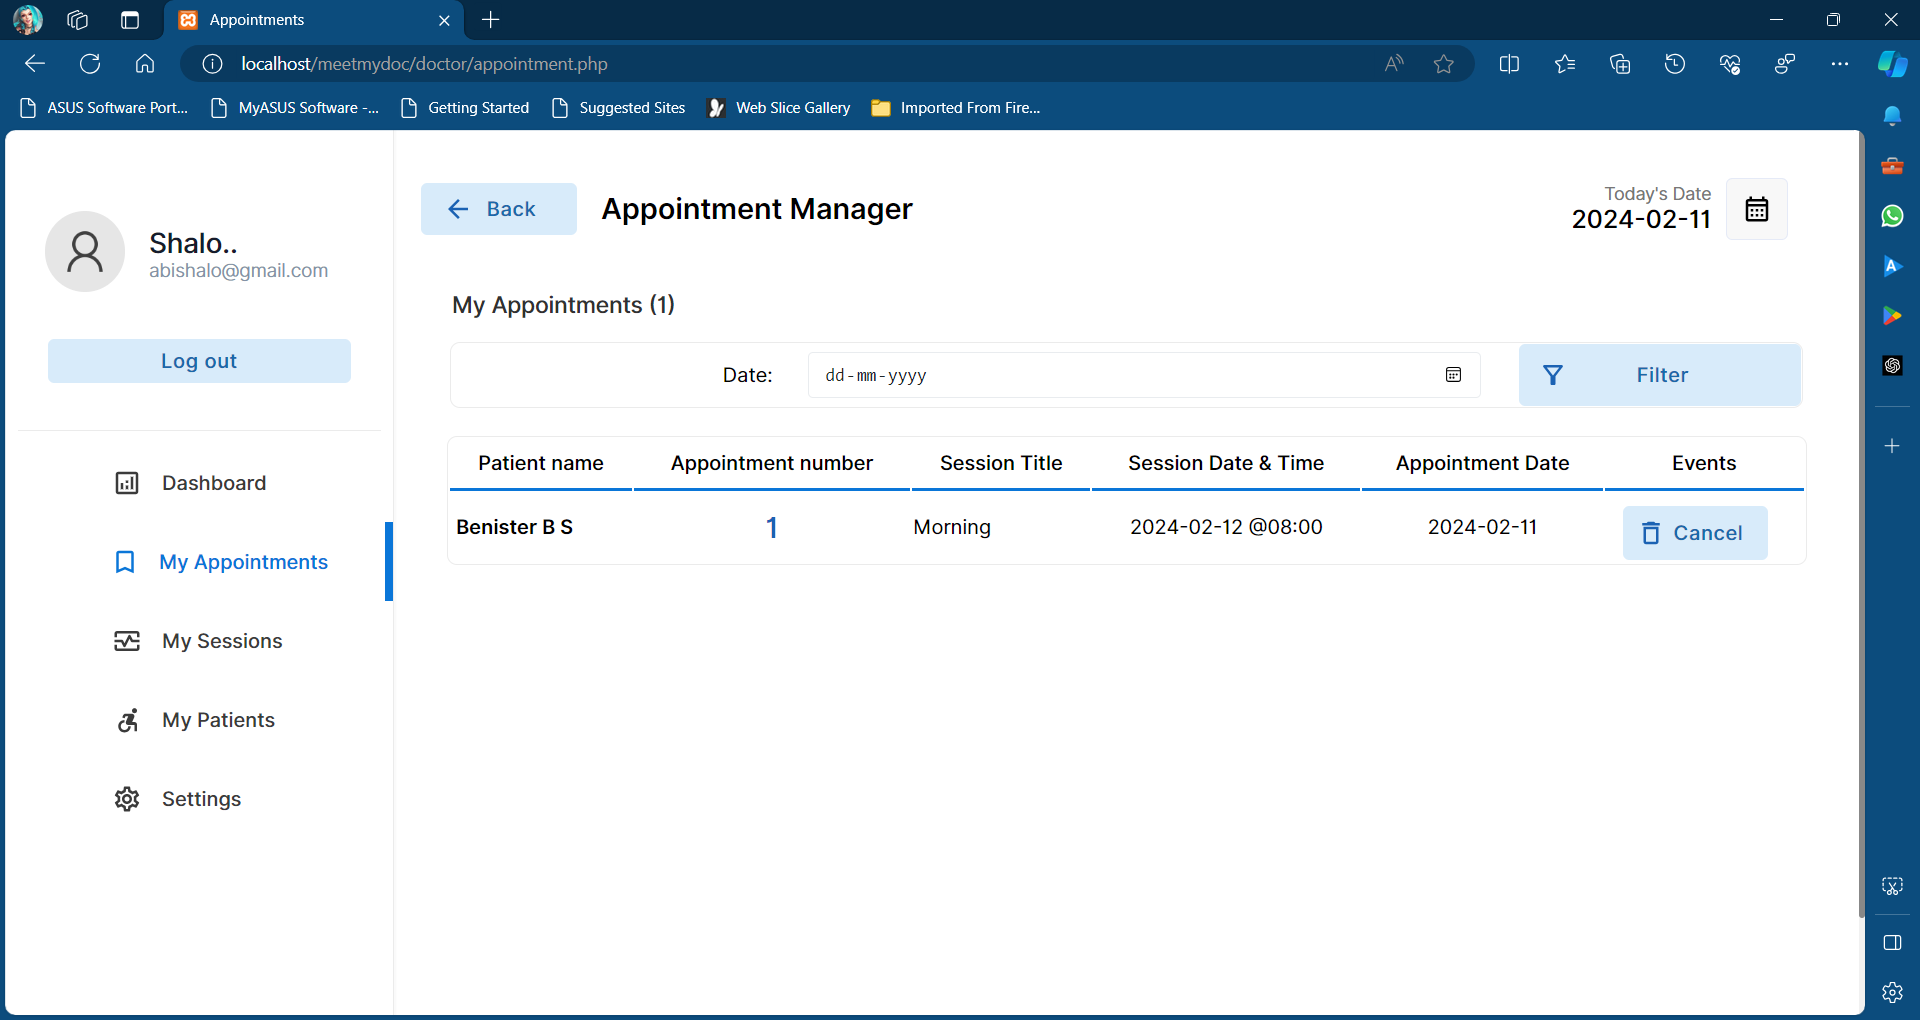 Appointments
localhost/meetmydoc/doctor/appointment.php
ASUS Software Port... MyASUS Software -... Getting Started Suggested Sites Web Slice Gallery Imported From Fire...
Shalo..
abishalo@gmail.com
Log out
Dashboard
My Appointments
My Sessions
My Patients
Settings
Back Appointment Manager
Today's Date
2024-02-11
My Appointments (1)
Date: dd-mm-yyyy Filter
Patient name Appointment number Session Title Session Date & Time Appointment Date Events
Benister B S 1 Morning 2024-02-12 @08:00 2024-02-11 Cancel